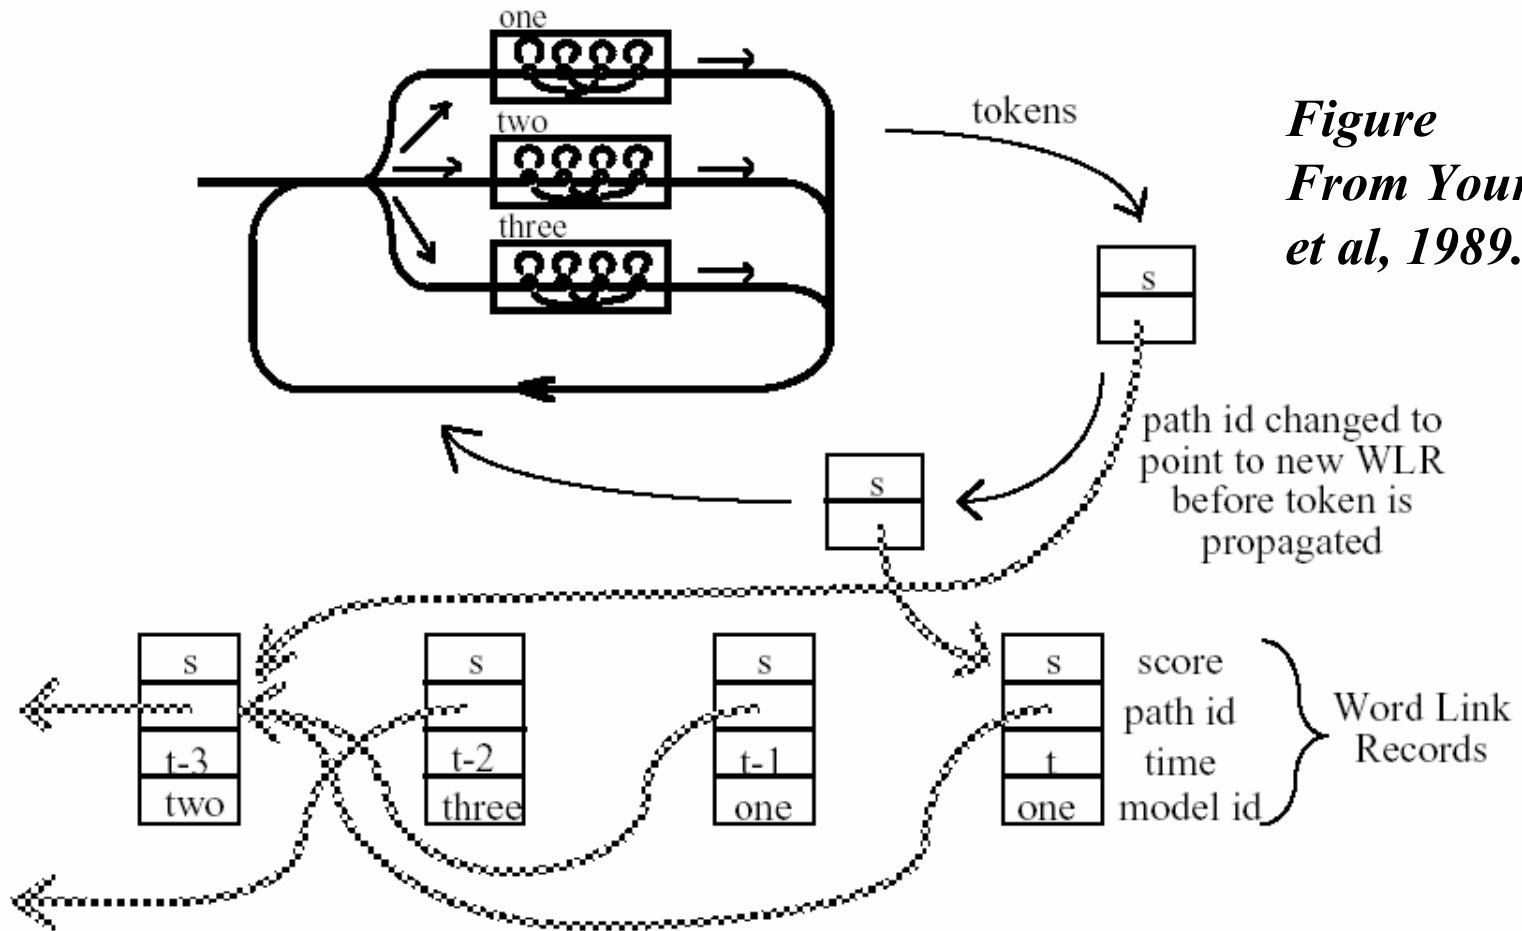 one
two
three
tokens
Figure
From Youn
et al, 1989.
s
path id changed to
point to new WLR
before token is
propagated
s
s
s
s
s
score
path id
t-3
t-2
t-1
t
time
two
three
one
one
model id
Word Link
Records